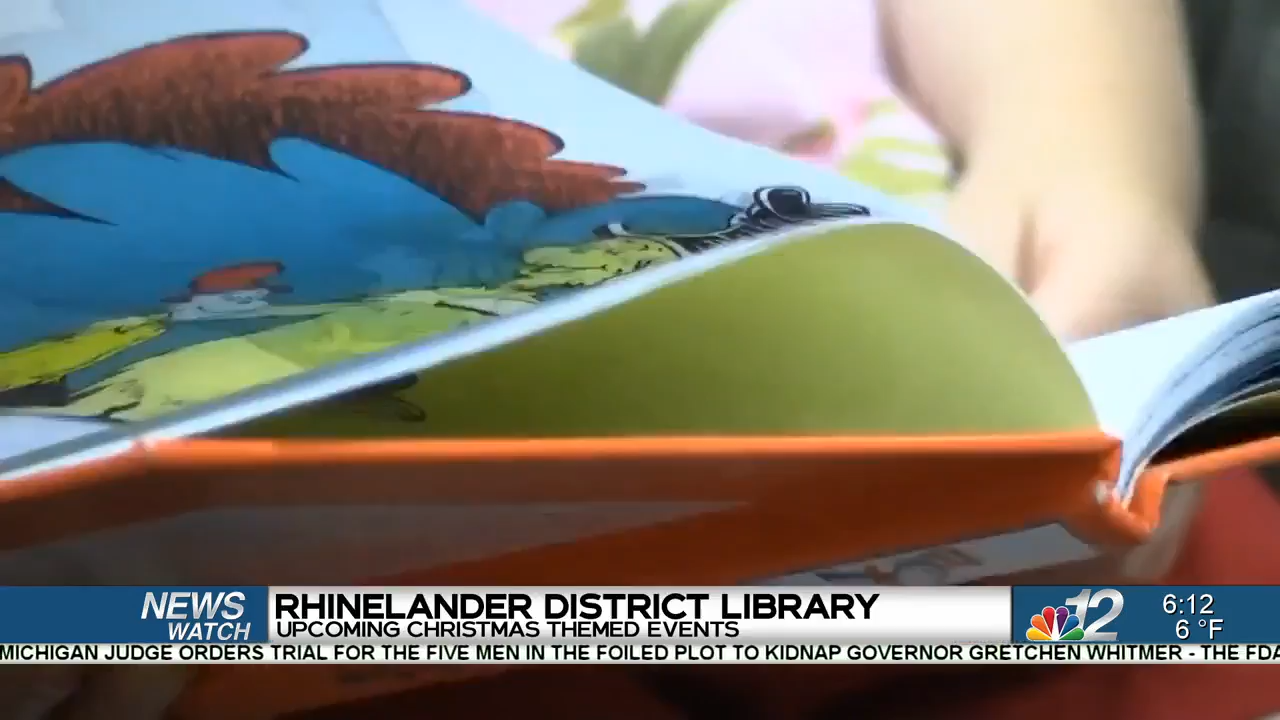 NEWS
WATCH
RHINELANDER DISTRICT LIBRARY
UPCOMING CHRISTMAS THEMED EVENTS
12
6:12
6 °F
MICHIGAN JUDGE ORDERS TRIAL FOR THE FIVE MEN IN THE FOILED PLOT TO KIDNAP GOVERNOR GRETCHEN WHITMER - THE FDA